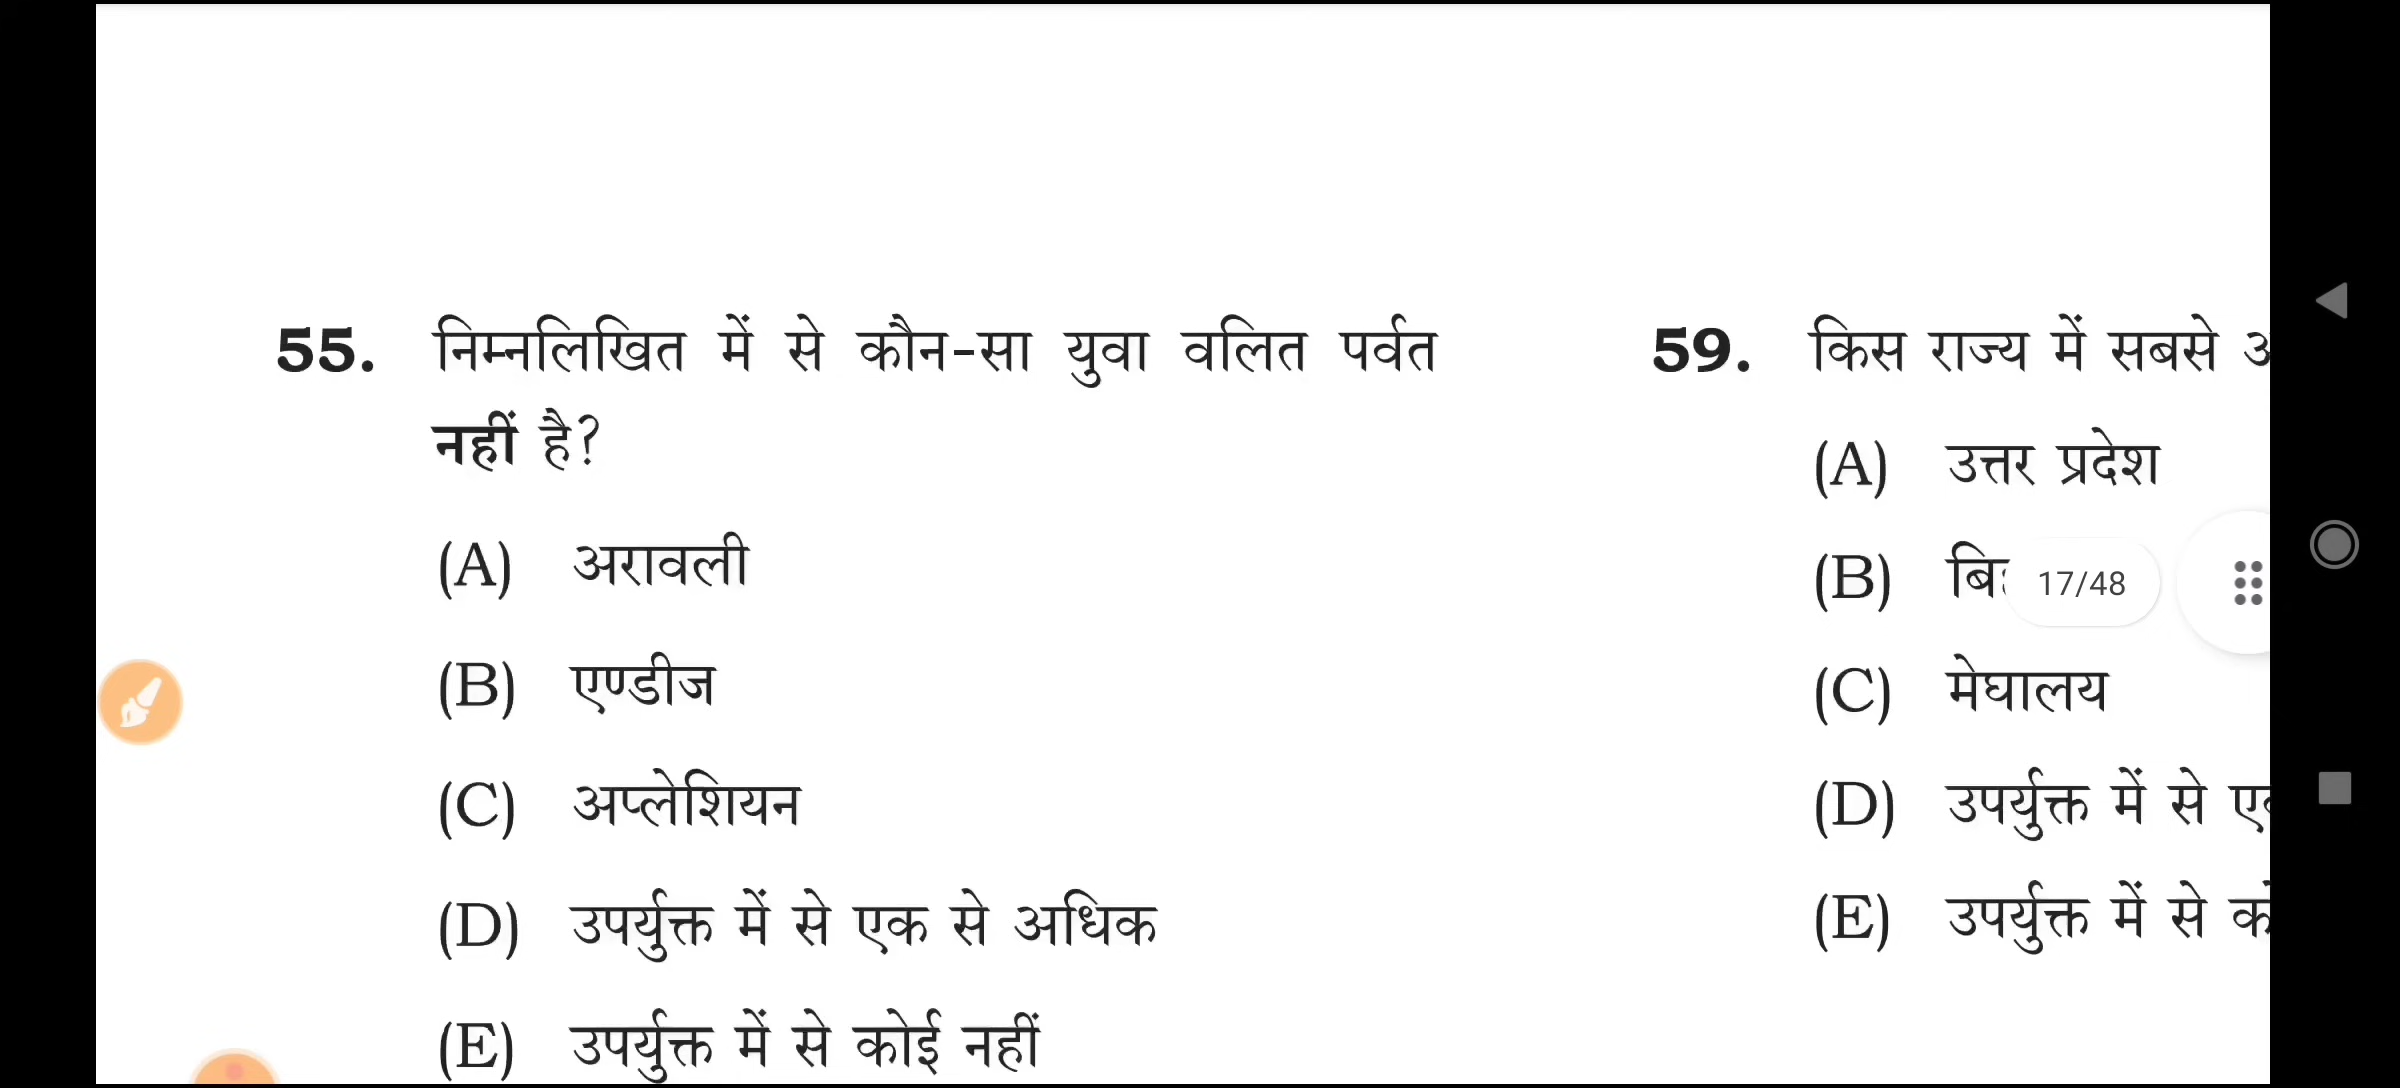 55. निम्नलिखित में से कौन-सा युवा वलित पर्वत
नहीं है?
(A) अरावली
(B) एण्डीज
(C) अप्लेशियन
(D) उपर्युक्त में से एक से अधिक
(E) उपर्युक्त में से कोई नहीं
59. किस राज्य में सबसे
(A) उत्तर प्रदेश
(B)
17/48
(C) मेघालय
(D) उपर्युक्त में से
(E) उपर्युक्त में से